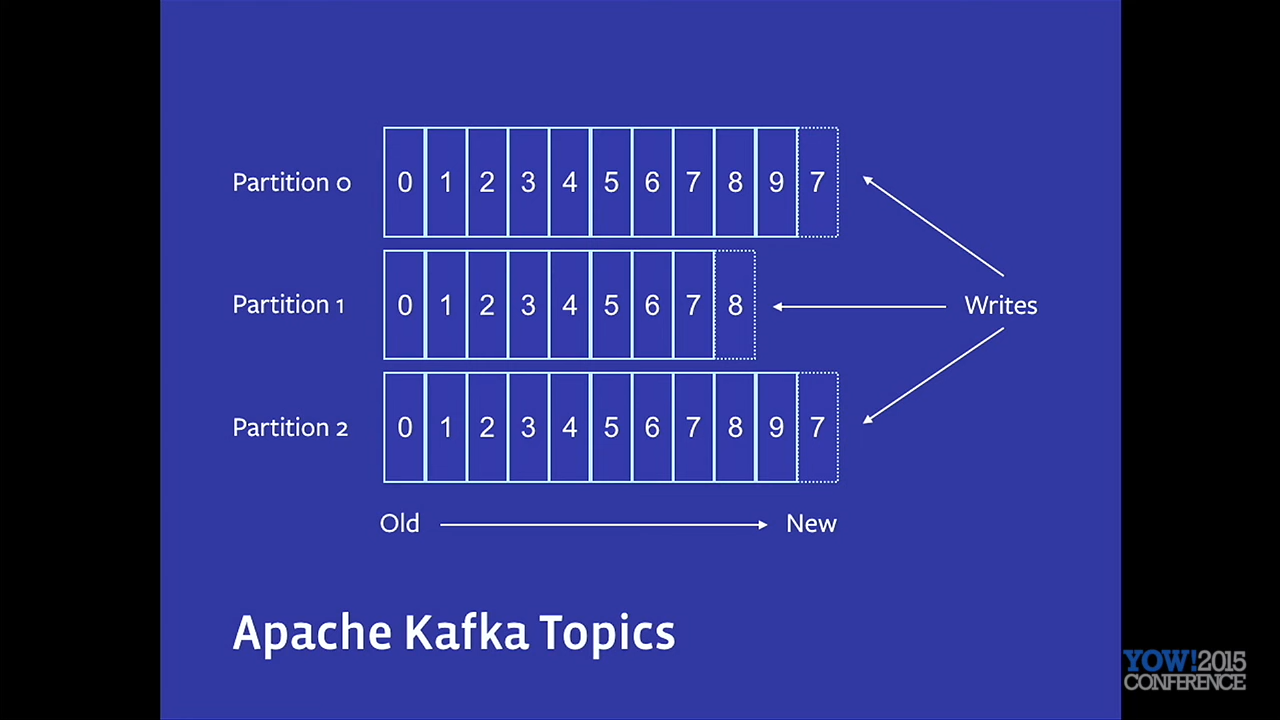 Partition 0 0 1 2 3 4 5 6 7 8 9 7
Partition 1 0 1 2 3 4 5 6 7 8
Writes
Partition 2 0 1 2 3 4 5 6 7 8 9 7
Old New
Apache Kafka Topics
YOW! 2015
CONFERENCE